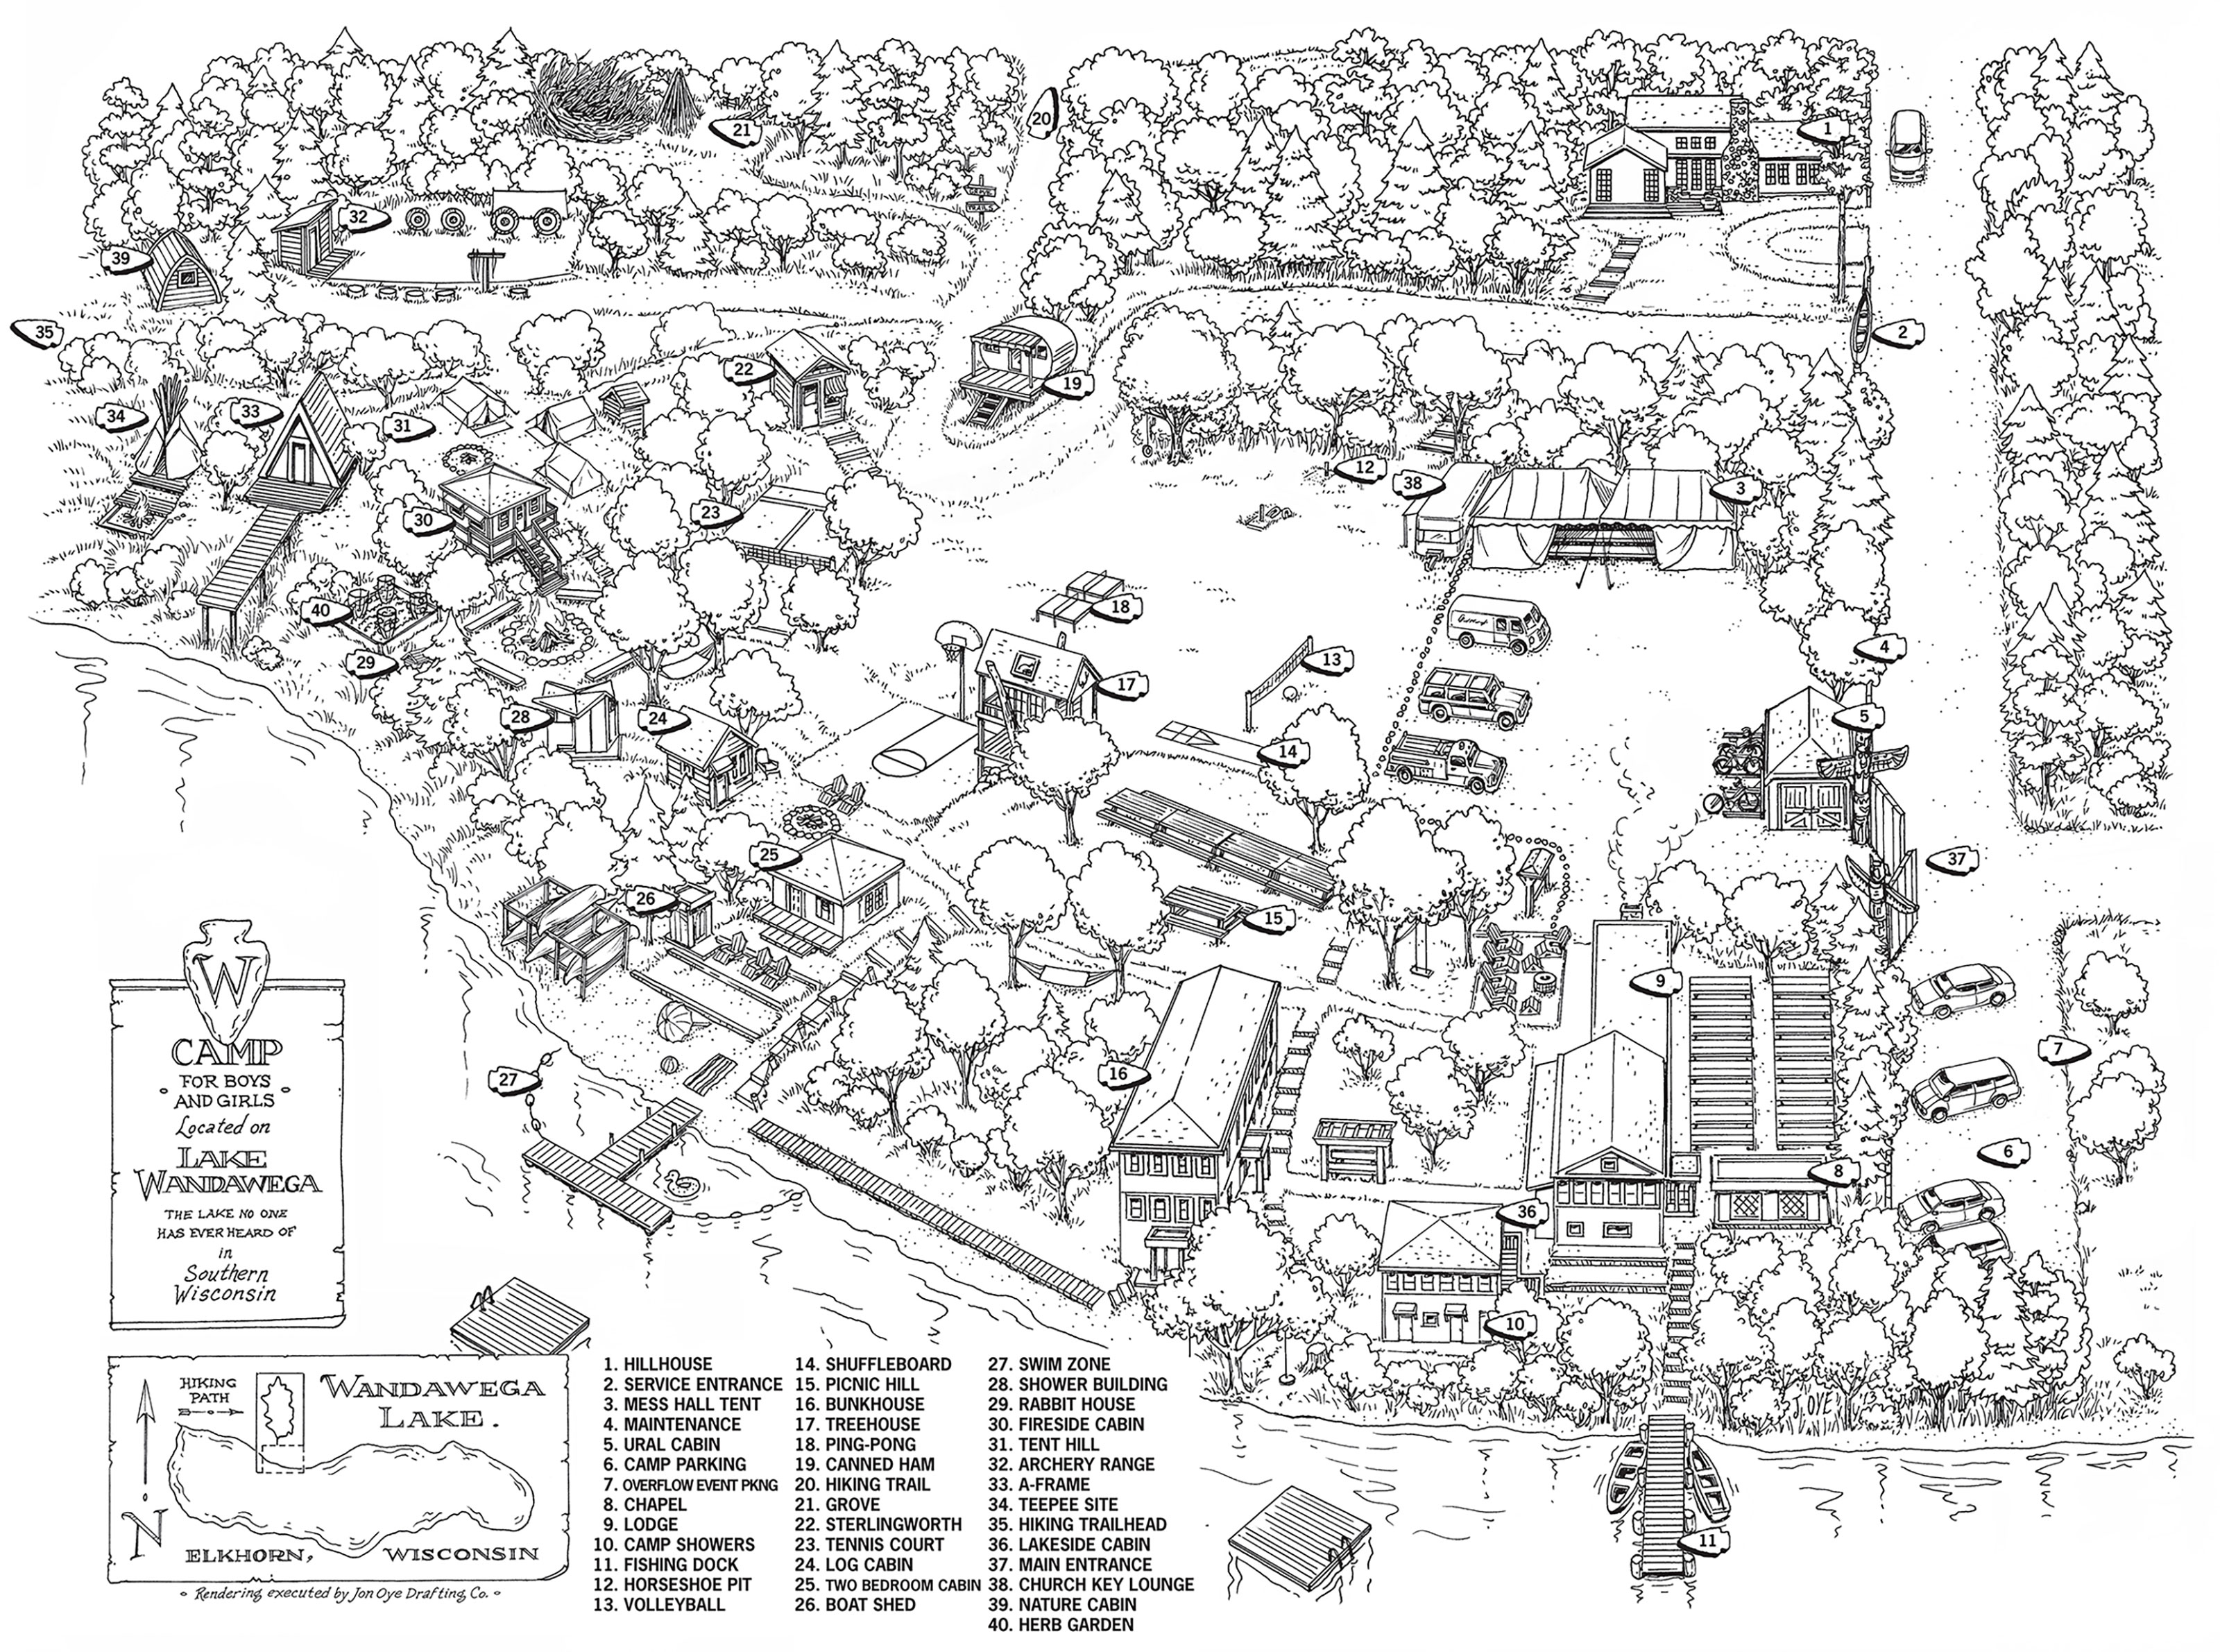 21
20
1
32
39
35
2
22
19
34
33
31
12
38
3
30
23
40
18
29
13
4
17
28
24
5
14
25
37
26
15
9
7
27
16
6
8
36
10
11
W
CAMP
FOR BOYS
AND GIRLS
Located on
LAKE
WANDAWEGA
THE LAKE NO ONE
HAS EVER HEARD OF
in
Southern
Wisconsin
HIKING
PATH
WANDAWEGA
LAKE.
N
ELKHORN, WISCONSIN
Rendering executed by Jon Oye Drafting Co.
1. HILLHOUSE
2. SERVICE ENTRANCE
3. MESS HALL TENT
4. MAINTENANCE
5. URAL CABIN
6. CAMP PARKING
7. OVERFLOW EVENT PKNG
8. CHAPEL
9. LODGE
10. CAMP SHOWERS
11. FISHING DOCK
12. HORSESHOE PIT
13. VOLLEYBALL
14. SHUFFLEBOARD
15. PICNIC HILL
16. BUNKHOUSE
17. TREEHOUSE
18. PING-PONG
19. CANNED HAM
20. HIKING TRAIL
21. GROVE
22. STERLINGWORTH
23. TENNIS COURT
24. LOG CABIN
25. TWO BEDROOM CABIN
26. BOAT SHED
27. SWIM ZONE
28. SHOWER BUILDING
29. RABBIT HOUSE
30. FIRESIDE CABIN
31. TENT HILL
32. ARCHERY RANGE
33. A-FRAME
34. TEEPEE SITE
35. HIKING TRAILHEAD
36. LAKESIDE CABIN
37. MAIN ENTRANCE
38. CHURCH KEY LOUNGE
39. NATURE CABIN
40. HERB GARDEN